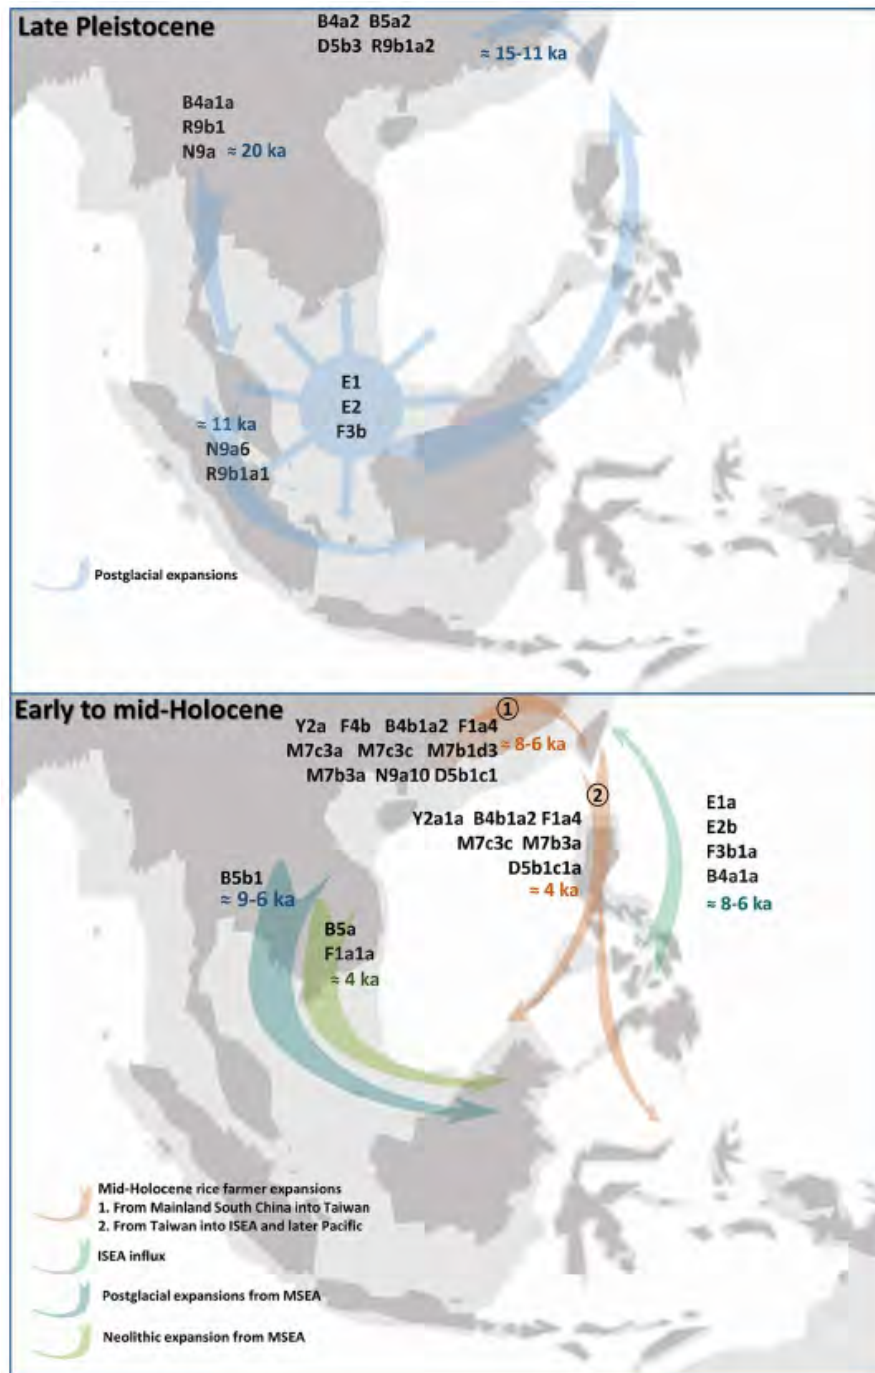 Late Pleistocene
B4a2 B5a2
D5b3 R9b1a2
≈ 15-11 ka
B4a1a
R9b1
N9a ≈ 20 ka
E1
E2
F3b
≈ 11 ka
N9a6
R9b1a1
Postglacial expansions
Early to mid-Holocene
1
Y2a F4b B4b1a2 F1a4
M7c3a M7c3c M7b1d3 ≈ 8-6 ka
M7b3a N9a10 D5b1c1
2
Y2a1a B4b1a2 F1a4
M7c3c M7b3a
D5b1c1a
≈ 4 ka
E1a
E2b
F3b1a
B4a1a
≈ 8-6 ka
B5b1
≈ 9-6 ka
B5a
F1a1a
≈ 4 ka
Mid-Holocene rice farmer expansions
1. From Mainland South China into Taiwan
2. From Taiwan into ISEA and later Pacific
ISEA influx
Postglacial expansions from MSEA
Neolithic expansion from MSEA